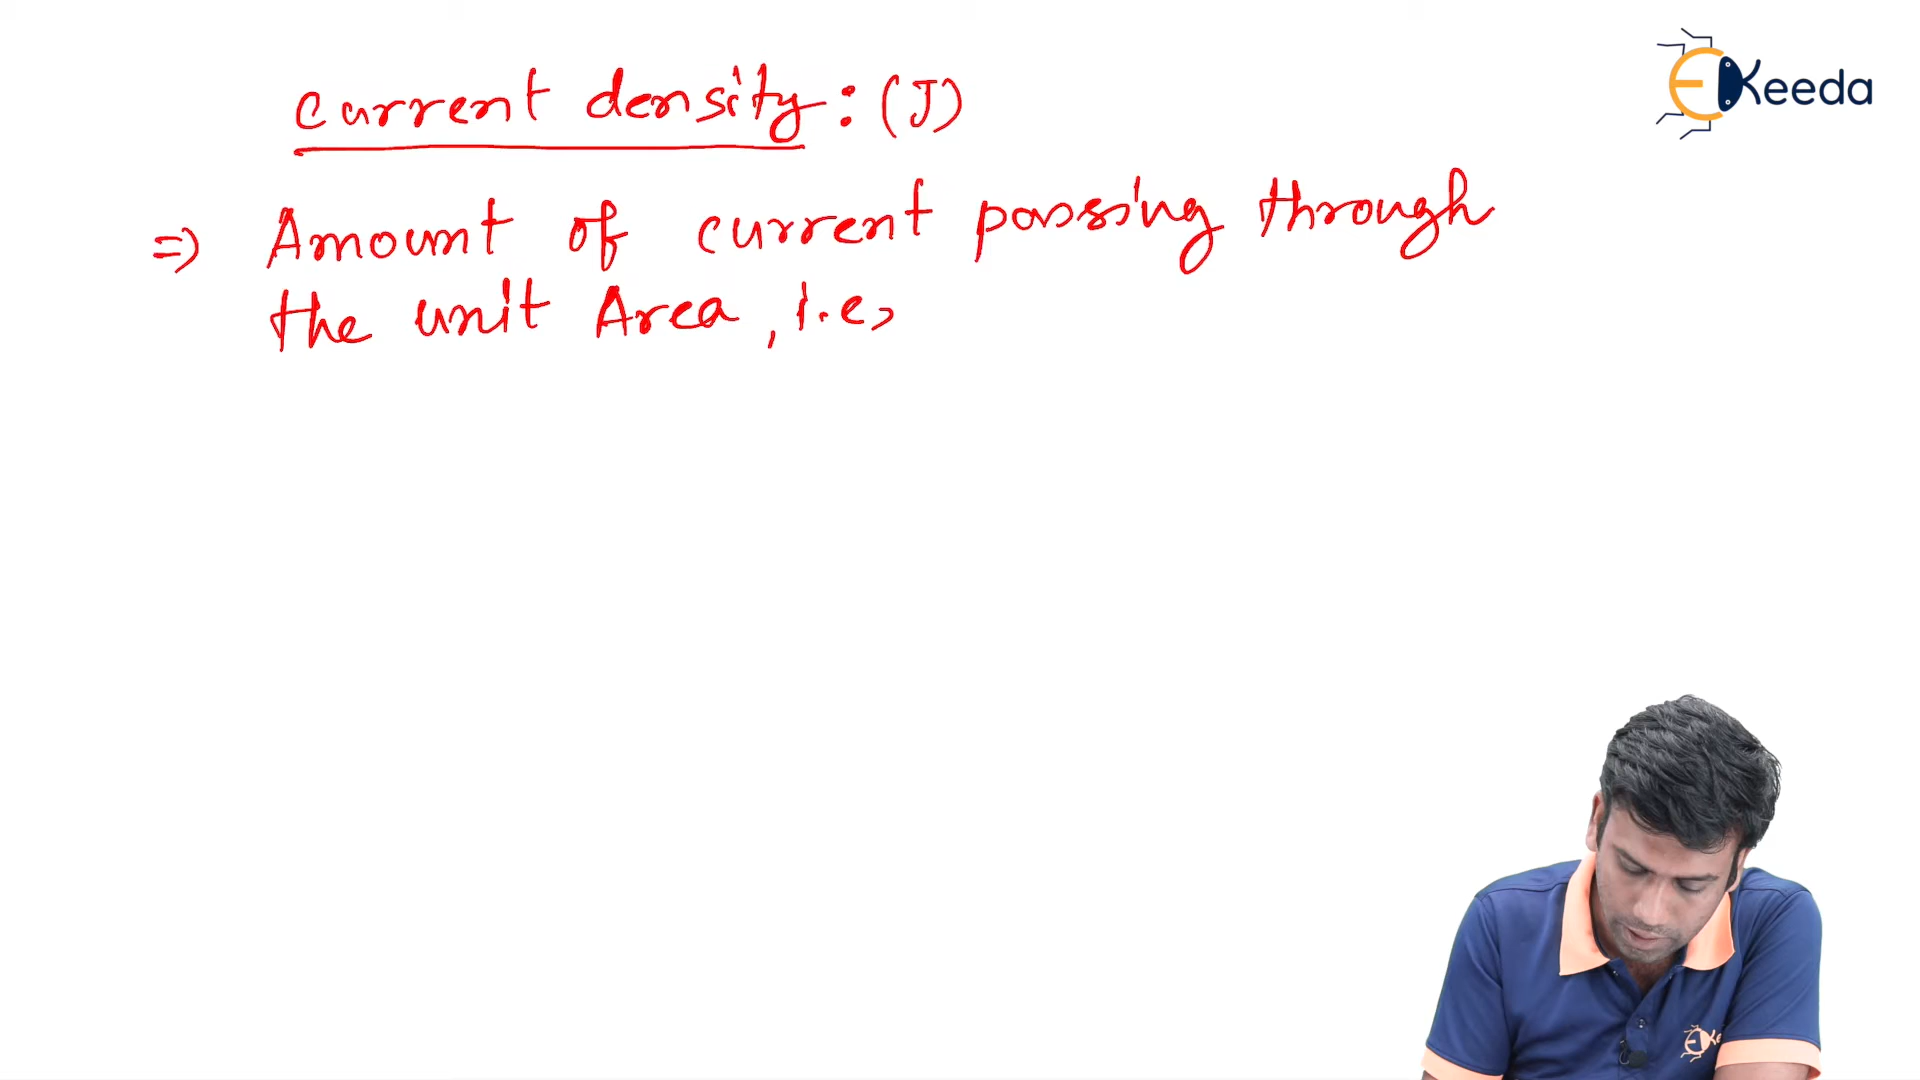 EKeeda
Current density : (J)
=> Amount of current passing through
the unit Area, i.e,